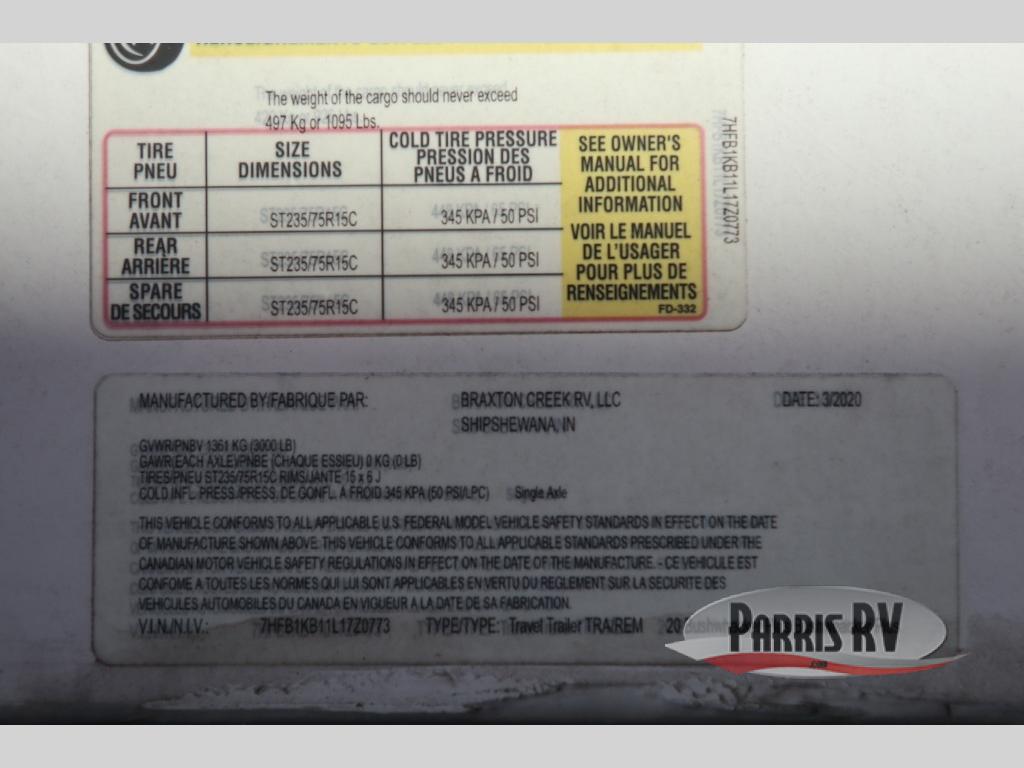 The weight of the cargo should never exceed
497 Kg or 1095 Lbs.
TIRE PNEU
SIZE DIMENSIONS
COLD TIRE PRESSURE PRESSION DES PNEUS A FROID
SEE OWNER'S MANUAL FOR ADDITIONAL INFORMATION
VOIR LE MANUEL DE L'USAGER POUR PLUS DE RENSEIGNEMENTS
FD-332
FRONT AVANT
ST235/75R15C
345 KPA / 50 PSI
REAR ARRIÈRE
ST235/75R15C
345 KPA / 50 PSI
SPARE DE SECOURS
ST235/75R15C
345 KPA / 50 PSI
7HFB1KB11L17Z0773
MANUFACTURED BY/FABRIQUE PAR: BRAXTON CREEK RV, LLC DATE: 3/2020
SHIPSHEWANA, IN
GVWR/PNBV 1361 KG (3000 LB)
GAWR(EACH AXLE)/PNBE (CHAQUE ESSIEU) 0 KG (0 LB)
TIRES/PNEU ST235/75R15C RIMS/JANTE 15 x 6 J
COLD INFL. PRESS/PRESS. DE GONFL. A FROID 345 KPA (50 PSI/LPC) Single Axle
THIS VEHICLE CONFORMS TO ALL APPLICABLE U.S. FEDERAL MODEL VEHICLE SAFETY STANDARDS IN EFFECT ON THE DATE
OF MANUFACTURE SHOWN ABOVE. THIS VEHICLE CONFORMS TO ALL APPLICABLE STANDARDS PRESCRIBED UNDER THE
CANADIAN MOTOR VEHICLE SAFETY REGULATIONS IN EFFECT ON THE DATE OF THE MANUFACTURE. - CE VEHICULE EST
CONFOME A TOUTES LES NORMES QUI LUI SONT APPLICABLES EN VERTU DU REGLEMENT SUR LA SECURITE DES
VEHICULES AUTOMOBILES DU CANADA EN VIGUEUR A LA DATE DE SA FABRICATION.
V.I.N./N.I.V.: 7HFB1KB11L17Z0773 TYPE/TYPE: Travel Trailer TRA/REM 20
PARRIS RV
.com